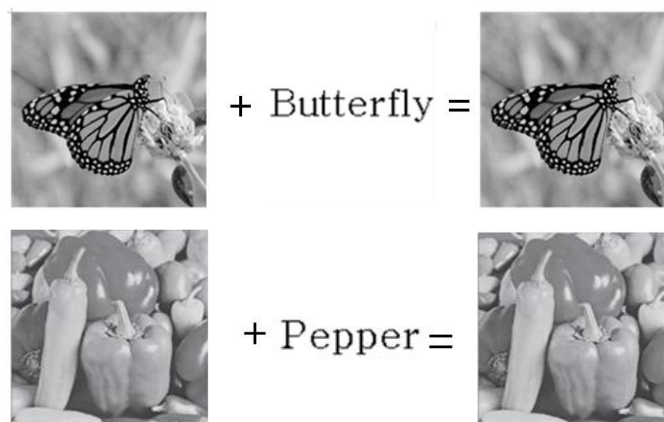 + Butterfly =
+ Pepper =